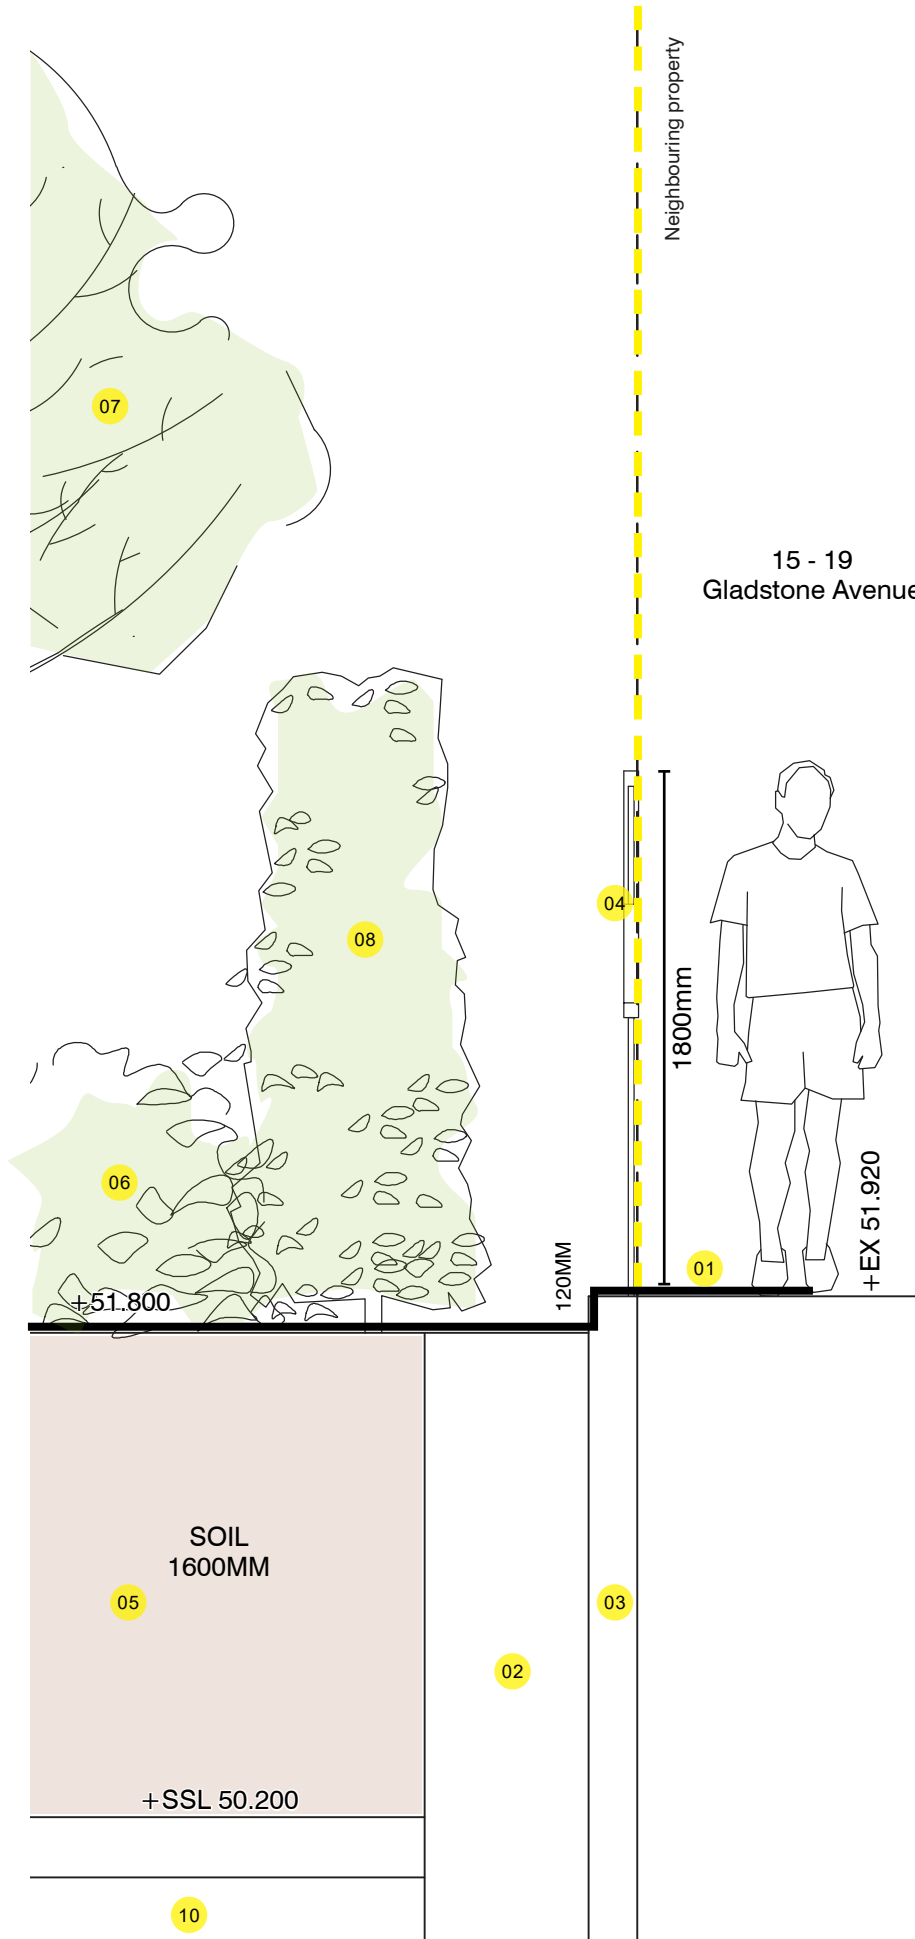 Neighbouring property
07
15 - 19
Gladstone Avenue
04
08
1800mm
06
+EX 51.920
120MM
01
+51.800
SOIL
1600MM
05
03
02
+SSL 50.200
10